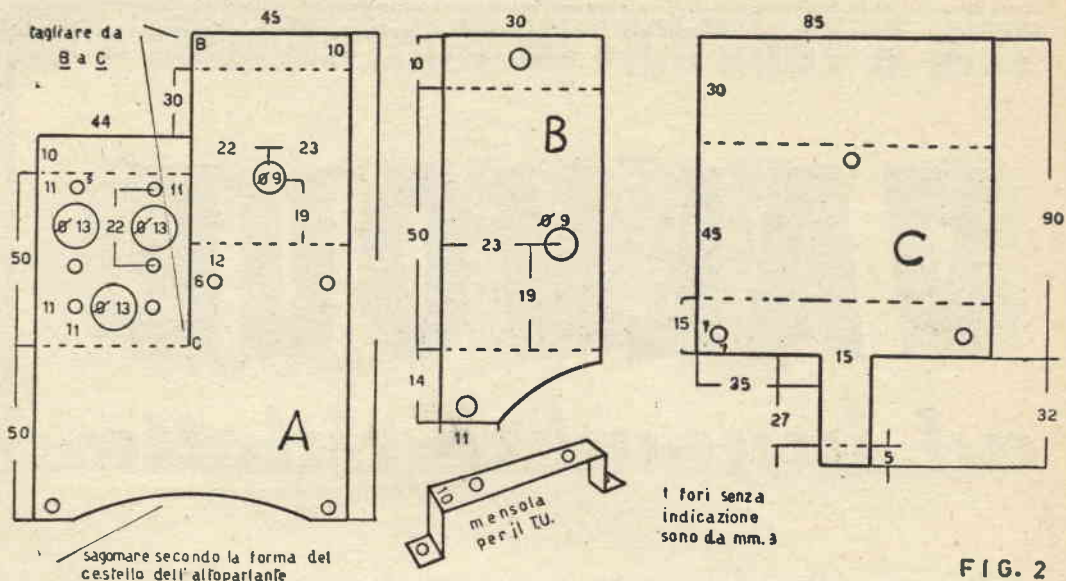 tagliare da
B a C
45
B
10
30
44
10
11
3
11
Ø 13
22
Ø 13
50
11
Ø 13
11
C
50
22
23
Ø 9
19
12
6
A
sagomare secondo la forma del
cestello dell'altoparlante
30
10
B
50
Ø 9
23
19
14
11
10
mensola
per il T.U.
85
30
45
C
90
15
7
7
15
35
27
32
5
I fori senza
indicazione
sono da mm. 3
FIG. 2